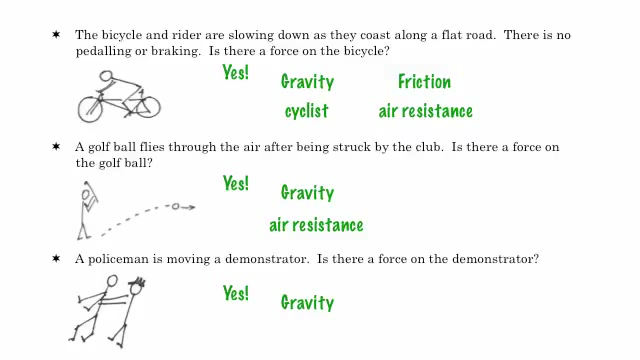 ✶ The bicycle and rider are slowing down as they coast along a flat road. There is no
pedalling or braking. Is there a force on the bicycle?
Yes! Gravity Friction
cyclist air resistance
✶ A golf ball flies through the air after being struck by the club. Is there a force on
the golf ball?
Yes! Gravity
air resistance
✶ A policeman is moving a demonstrator. Is there a force on the demonstrator?
Yes! Gravity